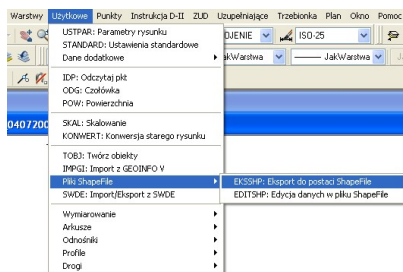 Warstwy Użytkowe Punkty Instrukcja D-II ZUD Uzupełniające Trzebionka Plan Okno Pomoc
USTPAR: Parametry rysunku
STANDARD: Ustawienia standardowe
Dane dodatkowe
ISO-25
akWarstwa
JakWarstwa
IDP: Odczytaj pkt
ODG: Czołówka
POW: Powierzchnia
SKAL: Skalowanie
KONWERT: Konwersja starego rysunku
TOBJ: Twórz obiekty
IMPGI: Import z GEOINFO V
Pliki ShapeFile
EKSSHP: Eksport do postaci ShapeFile
SWDE: Import/Eksport z SWDE
EDITSHP: Edycja danych w pliku ShapeFile
Wymiarowanie
Arkusze
Odnośniki
Profile
Drogi